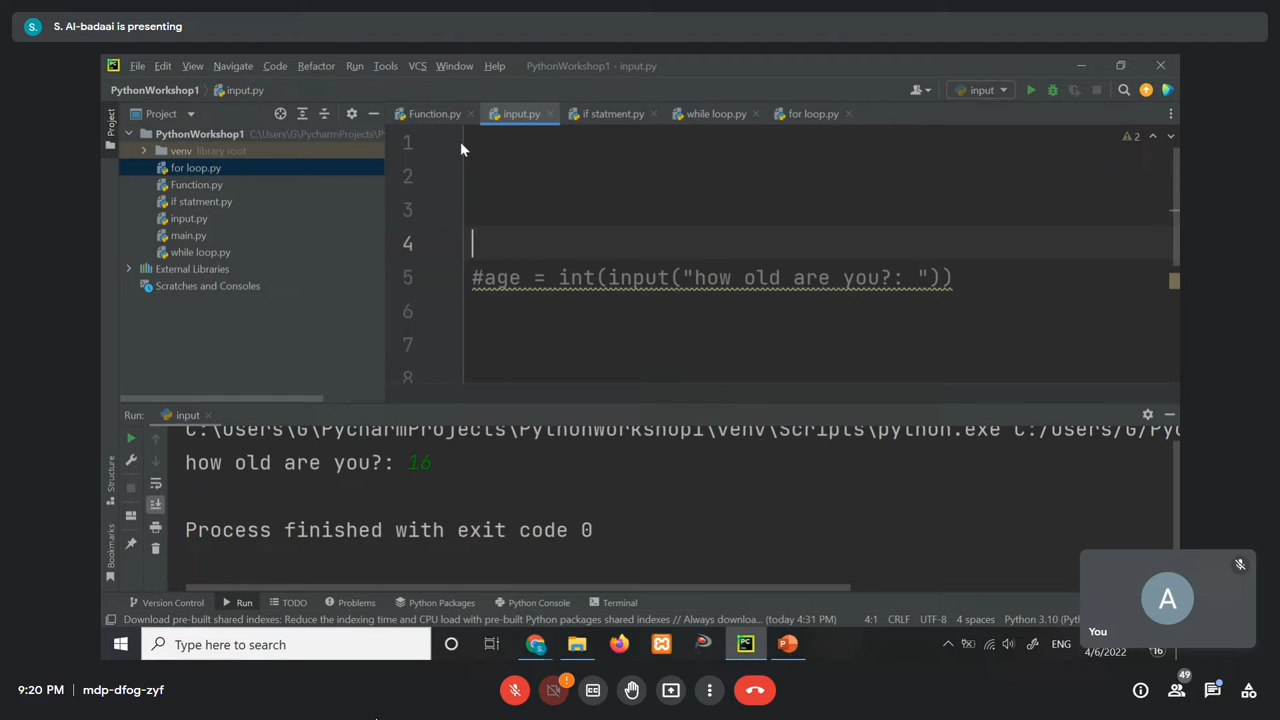 S. S. Al-badaai is presenting
File Edit View Navigate Code Refactor Run Tools VCS Window Help PythonWorkshop1 - input.py
PythonWorkshop1 input.py input
Project Function.py input.py if statment.py while loop.py for loop.py
Project
PythonWorkshop1 C:\Users\G\PycharmProjects\P
venv library root
for loop.py
Function.py
if statment.py
input.py
main.py
while loop.py
External Libraries
Scratches and Consoles
1 2
2
3
4
5 #age = int(input("how old are you?: "))
6
7
8
Run: input
C:\Users\G\PycharmProjects\PythonWorkshop1\venv\Scripts\python.exe C:/Users/G/Pyc
how old are you?: 16
Process finished with exit code 0
Structure
Bookmarks
Version Control Run TODO Problems Python Packages Python Console Terminal
Download pre-built shared indexes: Reduce the indexing time and CPU load with pre-built Python packages shared indexes // Always downloa... (today 4:31 PM) 4:1 CRLF UTF-8 4 spaces Python 3.10 (Pyt
Type here to search ENG 4/6/2022 16
A
You
9:20 PM mdp-dfog-zyf 49